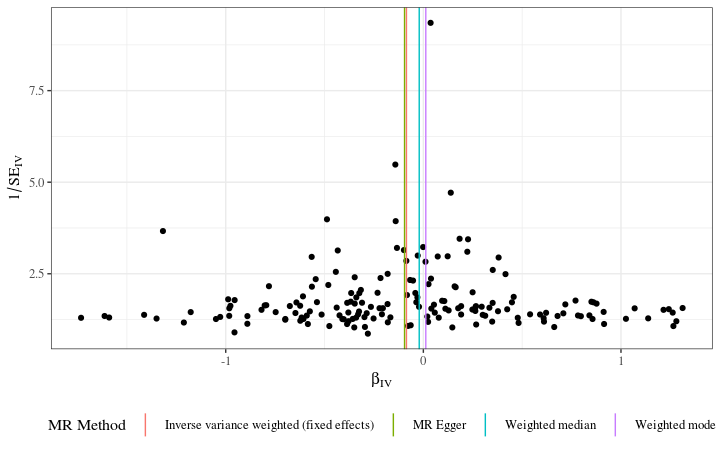 7.5
5.0
2.5
1/SE_IV
-1
0
1
β_IV
MR Method
Inverse variance weighted (fixed effects)
MR Egger
Weighted median
Weighted mode